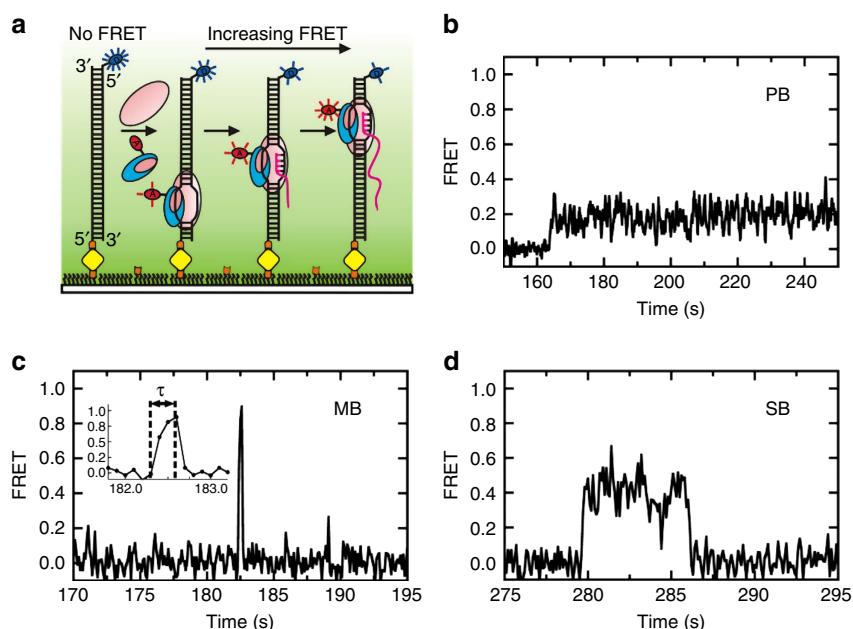 a
No FRET
Increasing FRET
3′
5′
D
D
D
D
A
A
A
A
5′
3′
b
PB
FRET
1.0
0.8
0.6
0.4
0.2
0.0
160
180
200
220
240
Time (s)
c
MB
FRET
1.0
0.8
0.6
0.4
0.2
0.0
τ
1.0
0.8
0.5
0.3
0.0
182.0
183.0
170
175
180
185
190
195
Time (s)
d
SB
FRET
1.0
0.8
0.6
0.4
0.2
0.0
275
280
285
290
295
Time (s)